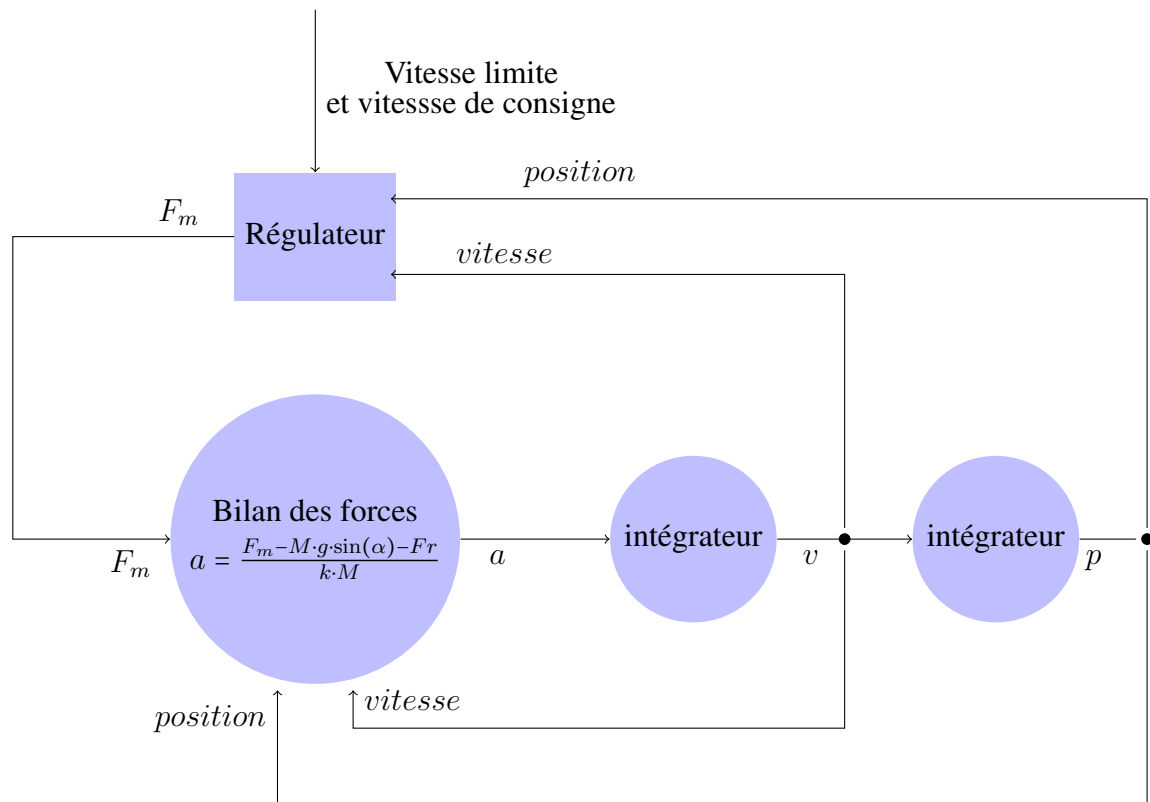 Vitesse limite
et vitessse de consigne
position
F_m
Régulateur
vitesse
Bilan des forces
a = \frac{F_m−M·g·sin(α)−Fr}{k·M}
intégrateur
intégrateur
F_m
a
v
p
vitesse
position